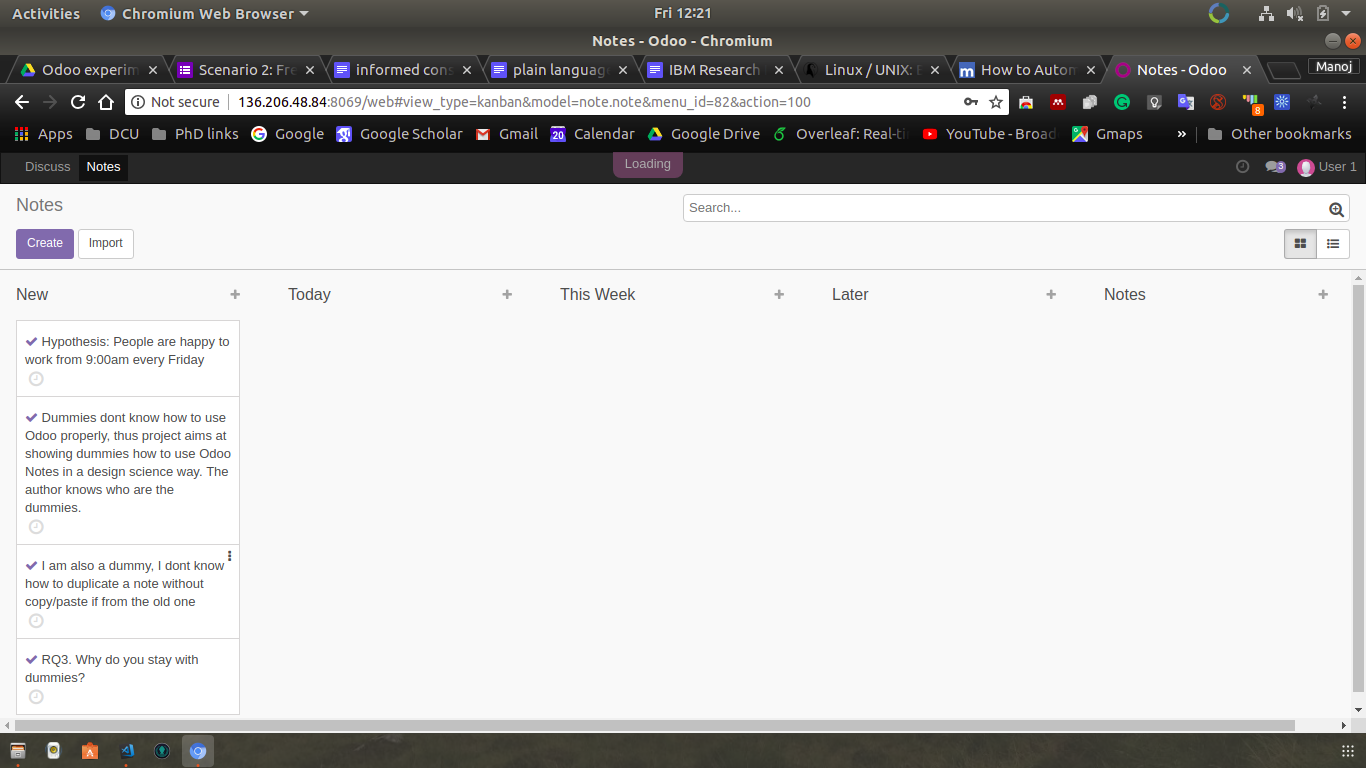 Activities Chromium Web Browser Fri 12:21
Notes - Odoo - Chromium
Odoo experim Scenario 2: Fre informed cons plain language IBM Research Linux / UNIX: How to Autom Notes - Odoo Manoj
Not secure 136.206.48.84:8069/web#view_type=kanban&model=note.note&menu_id=82&action=100 8
Apps DCU PhD links Google Google Scholar Gmail 20 Calendar Google Drive Overleaf: Real-ti YouTube - Broad Gmaps » Other bookmarks
Discuss Notes Loading 3 User 1
Notes Search...
Create Import
New Today This Week Later Notes
Hypothesis: People are happy to
work from 9:00am every Friday
Dummies dont know how to use
Odoo properly, thus project aims at
showing dummies how to use Odoo
Notes in a design science way. The
author knows who are the
dummies.
I am also a dummy, I dont know
how to duplicate a note without
copy/paste if from the old one
RQ3. Why do you stay with
dummies?